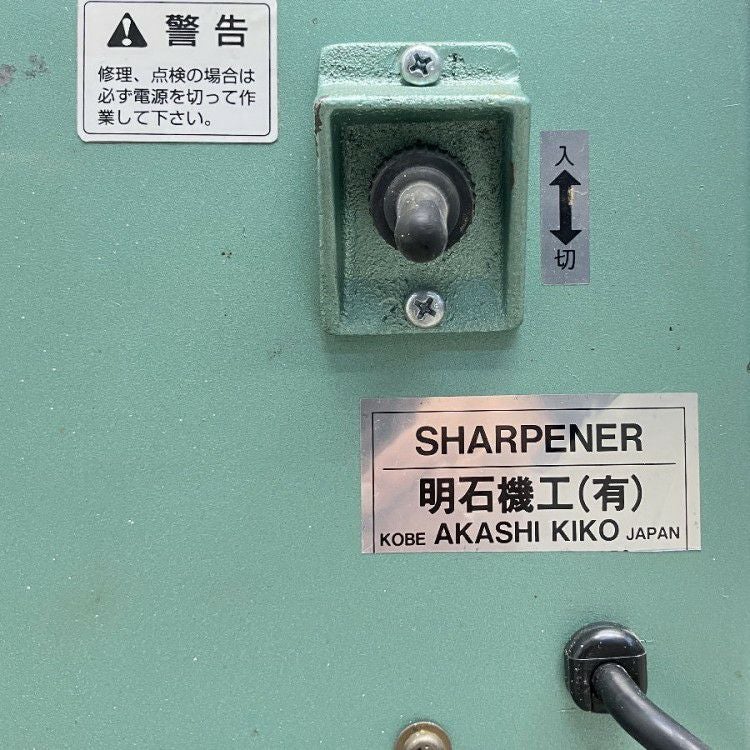 警告
修理、点検の場合は
必ず電源を切って作
業して下さい。
入
切
SHARPENER
明石機工(有)
KOBE AKASHI KIKO JAPAN